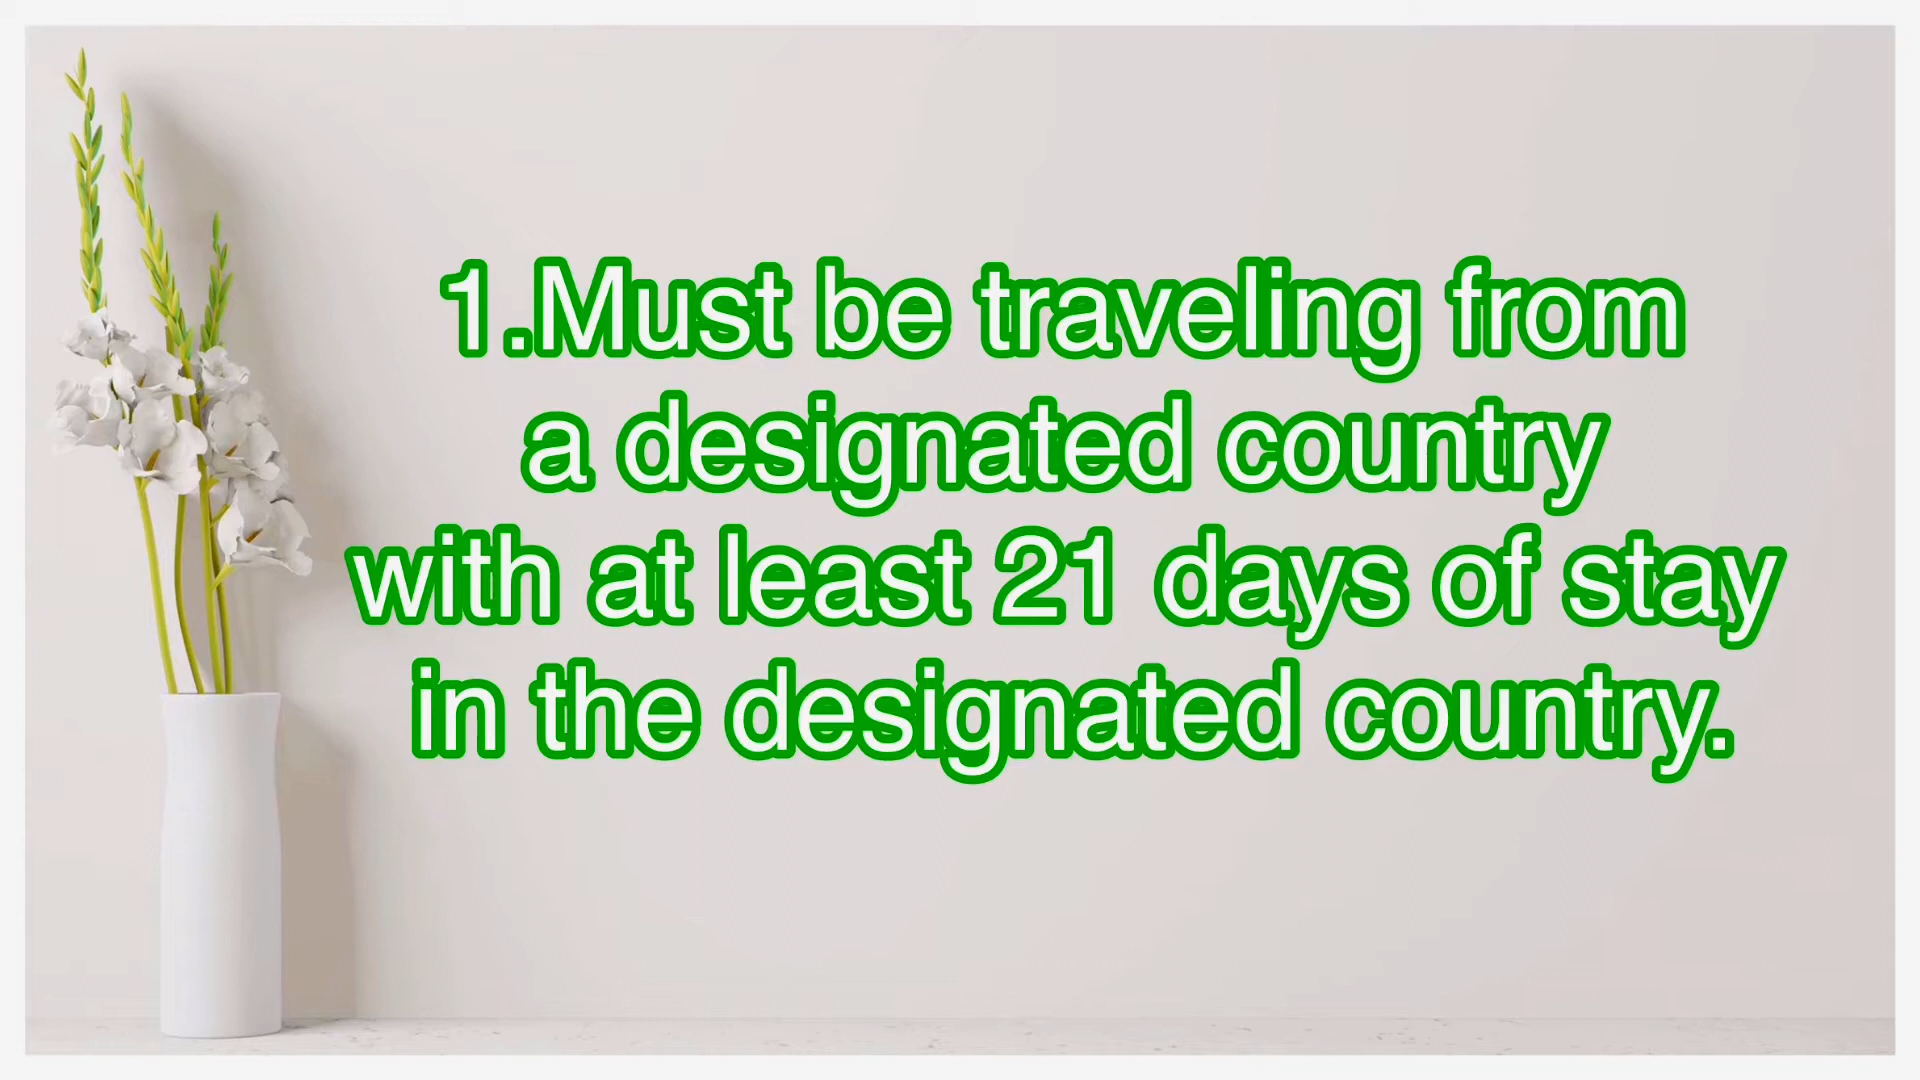 1.Must be traveling from
a designated country
with at least 21 days of stay
in the designated country.